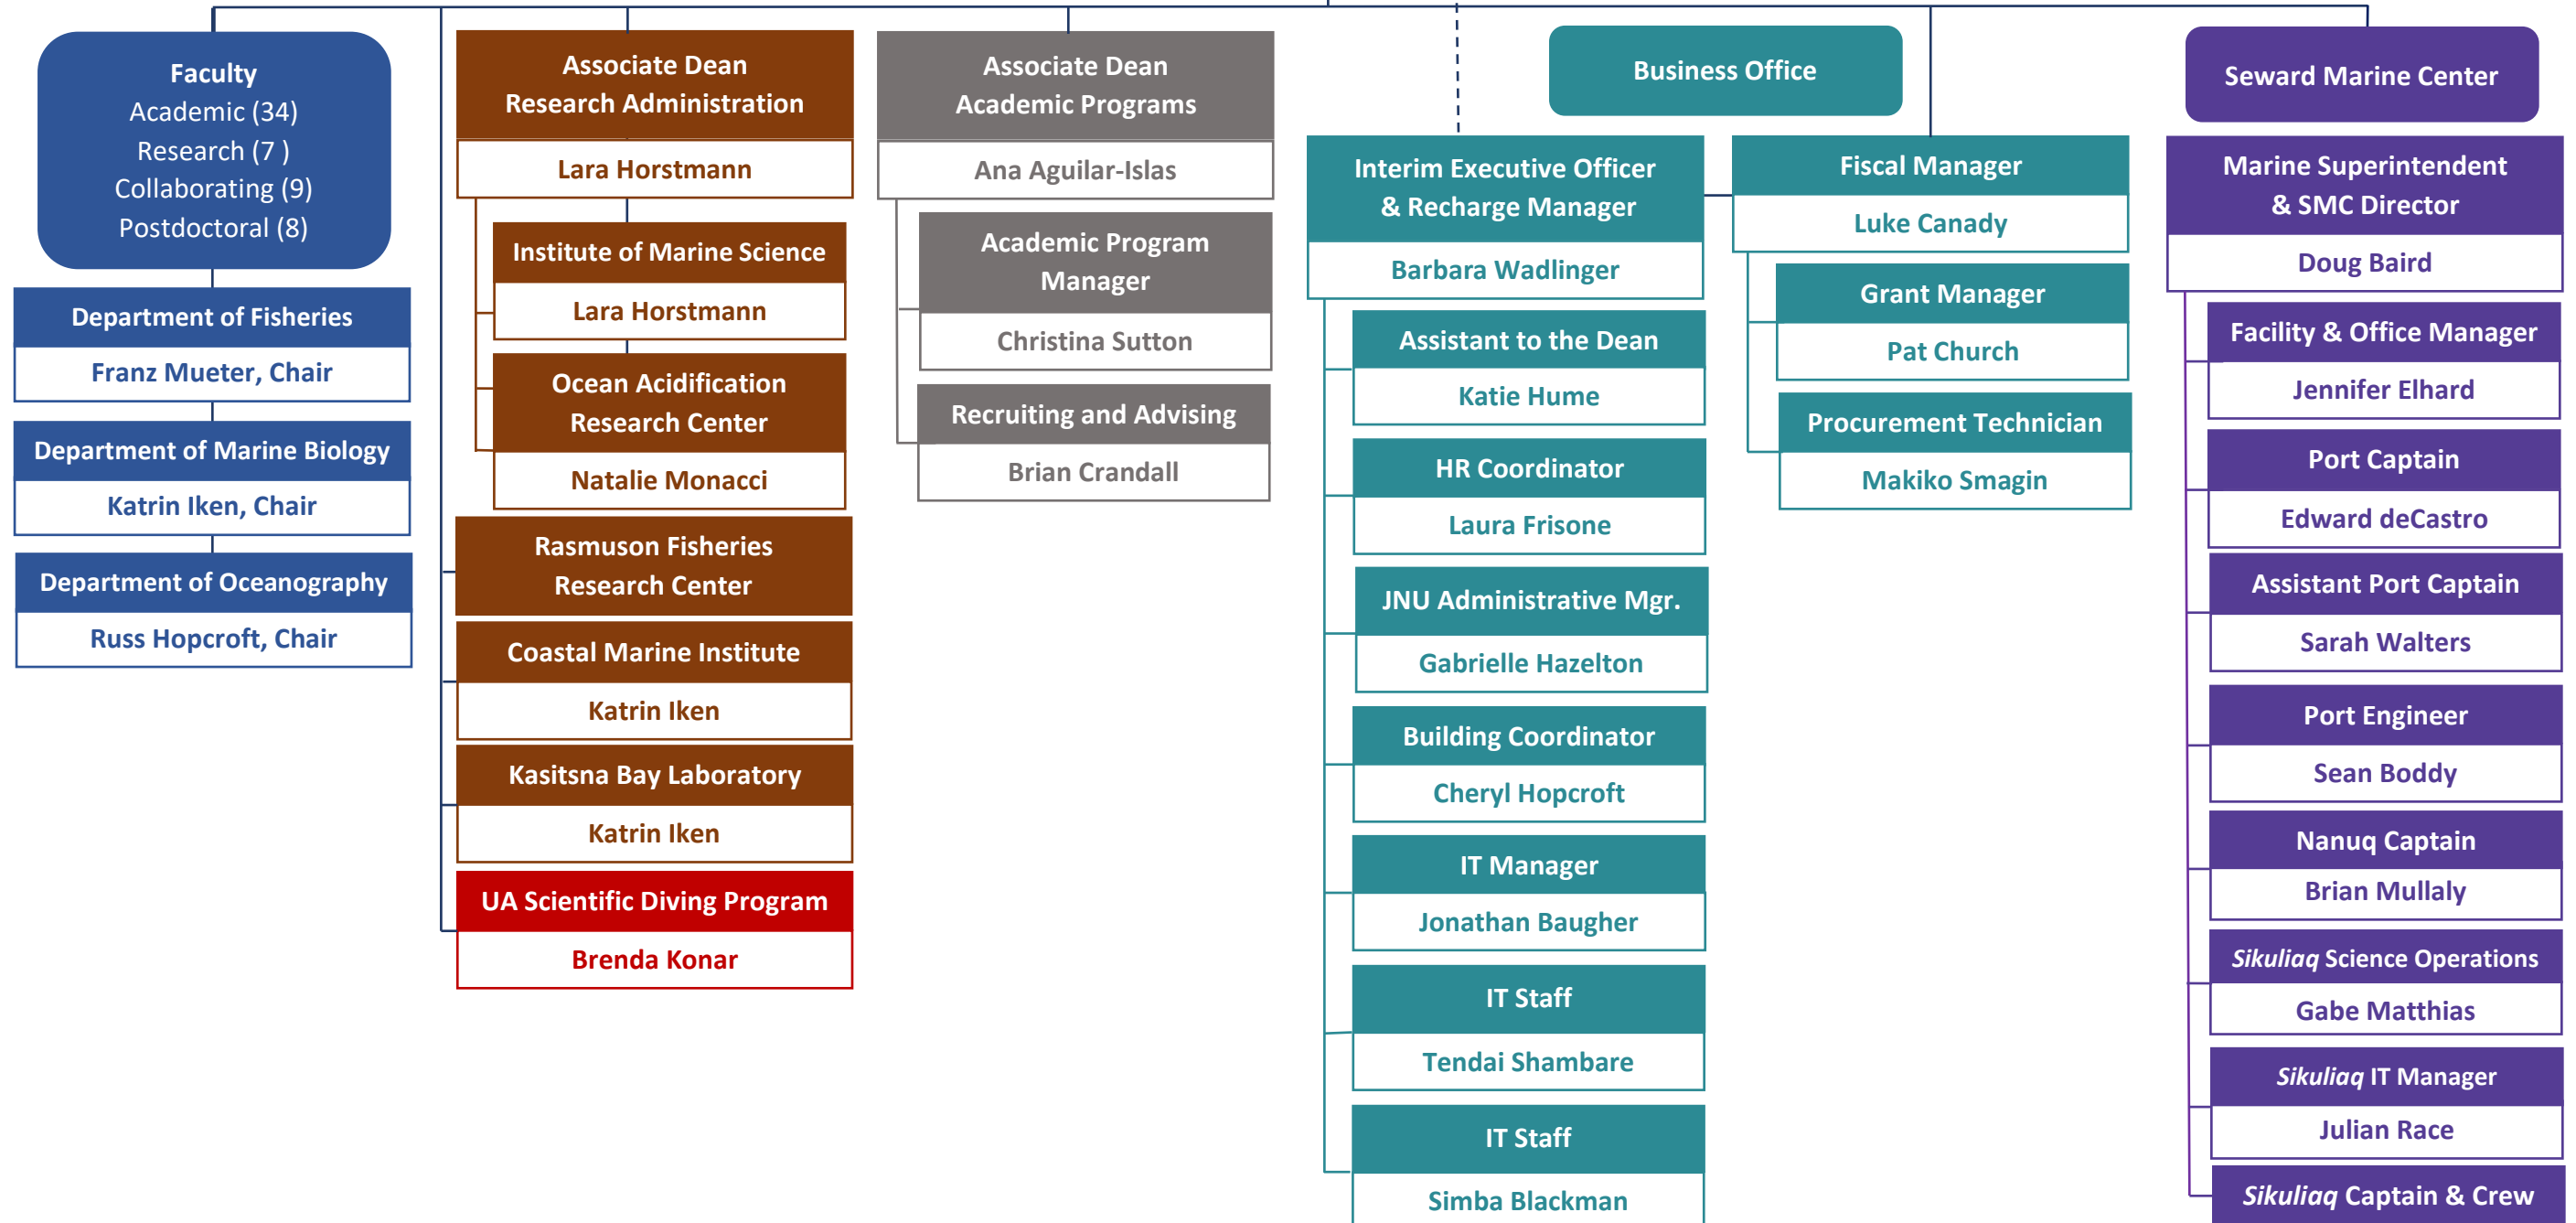 Faculty
Academic (34)
Research (7 )
Collaborating (9)
Postdoctoral (8)
Department of Fisheries
Franz Mueter, Chair
Department of Marine Biology
Katrin Iken, Chair
Department of Oceanography
Russ Hopcroft, Chair
Associate Dean
Research Administration
Lara Horstmann
Institute of Marine Science
Lara Horstmann
Ocean Acidification
Research Center
Natalie Monacci
Rasmuson Fisheries
Research Center
Coastal Marine Institute
Katrin Iken
Kasitsna Bay Laboratory
Katrin Iken
UA Scientific Diving Program
Brenda Konar
Associate Dean
Academic Programs
Ana Aguilar-Islas
Academic Program
Manager
Christina Sutton
Recruiting and Advising
Brian Crandall
Business Office
Interim Executive Officer
& Recharge Manager
Barbara Wadlinger
Assistant to the Dean
Katie Hume
HR Coordinator
Laura Frisone
JNU Administrative Mgr.
Gabrielle Hazelton
Building Coordinator
Cheryl Hopcroft
IT Manager
Jonathan Baugher
IT Staff
Tendai Shambare
IT Staff
Simba Blackman
Fiscal Manager
Luke Canady
Grant Manager
Pat Church
Procurement Technician
Makiko Smagin
Seward Marine Center
Marine Superintendent
& SMC Director
Doug Baird
Facility & Office Manager
Jennifer Elhard
Port Captain
Edward deCastro
Assistant Port Captain
Sarah Walters
Port Engineer
Sean Boddy
Nanuq Captain
Brian Mullaly
Sikuliaq Science Operations
Gabe Matthias
Sikuliaq IT Manager
Julian Race
Sikuliaq Captain & Crew